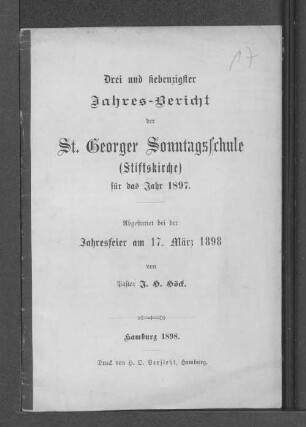 17
Drei und siebenzigster
Jahres-Bericht
der
St. Georger Sonntagsschule
(Stiftskirche)
für das Jahr 1897.
Abgestattet bei der
Jahresfeier am 17. März 1898
von
Pastor J. H. Höck.
Hamburg 1898.
Druck von H. O. Persiehl, Hamburg.